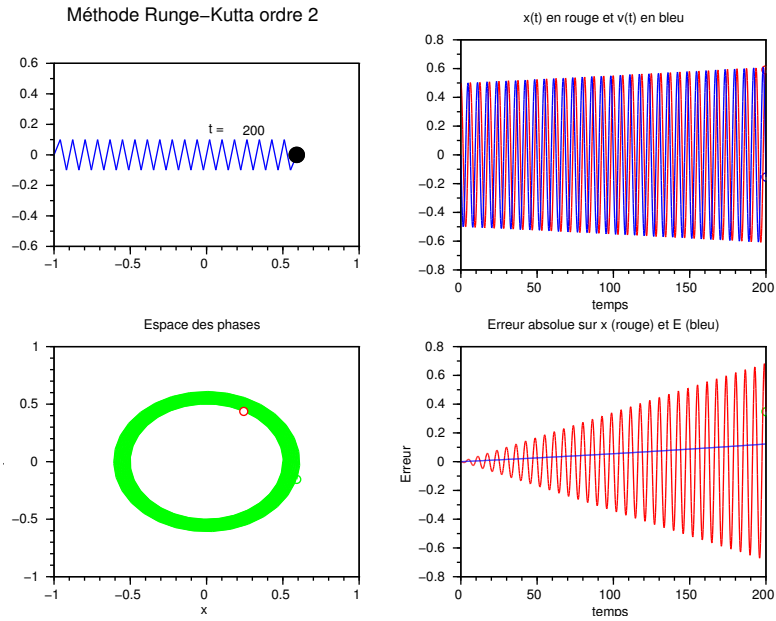 Méthode Runge−Kutta ordre 2
0.6
0.4
0.2
0
−0.2
−0.4
−0.6
t = 200
−1 −0.5 0 0.5 1
x(t) en rouge et v(t) en bleu
0.8
0.6
0.4
0.2
0
−0.2
−0.4
−0.6
−0.8
0 50 100 150 200
temps
Espace des phases
1
0.5
0
−0.5
−1
−1 −0.5 0 0.5 1
x
Erreur absolue sur x (rouge) et E (bleu)
Erreur
0.8
0.6
0.4
0.2
0
−0.2
−0.4
−0.6
−0.8
0 50 100 150 200
temps